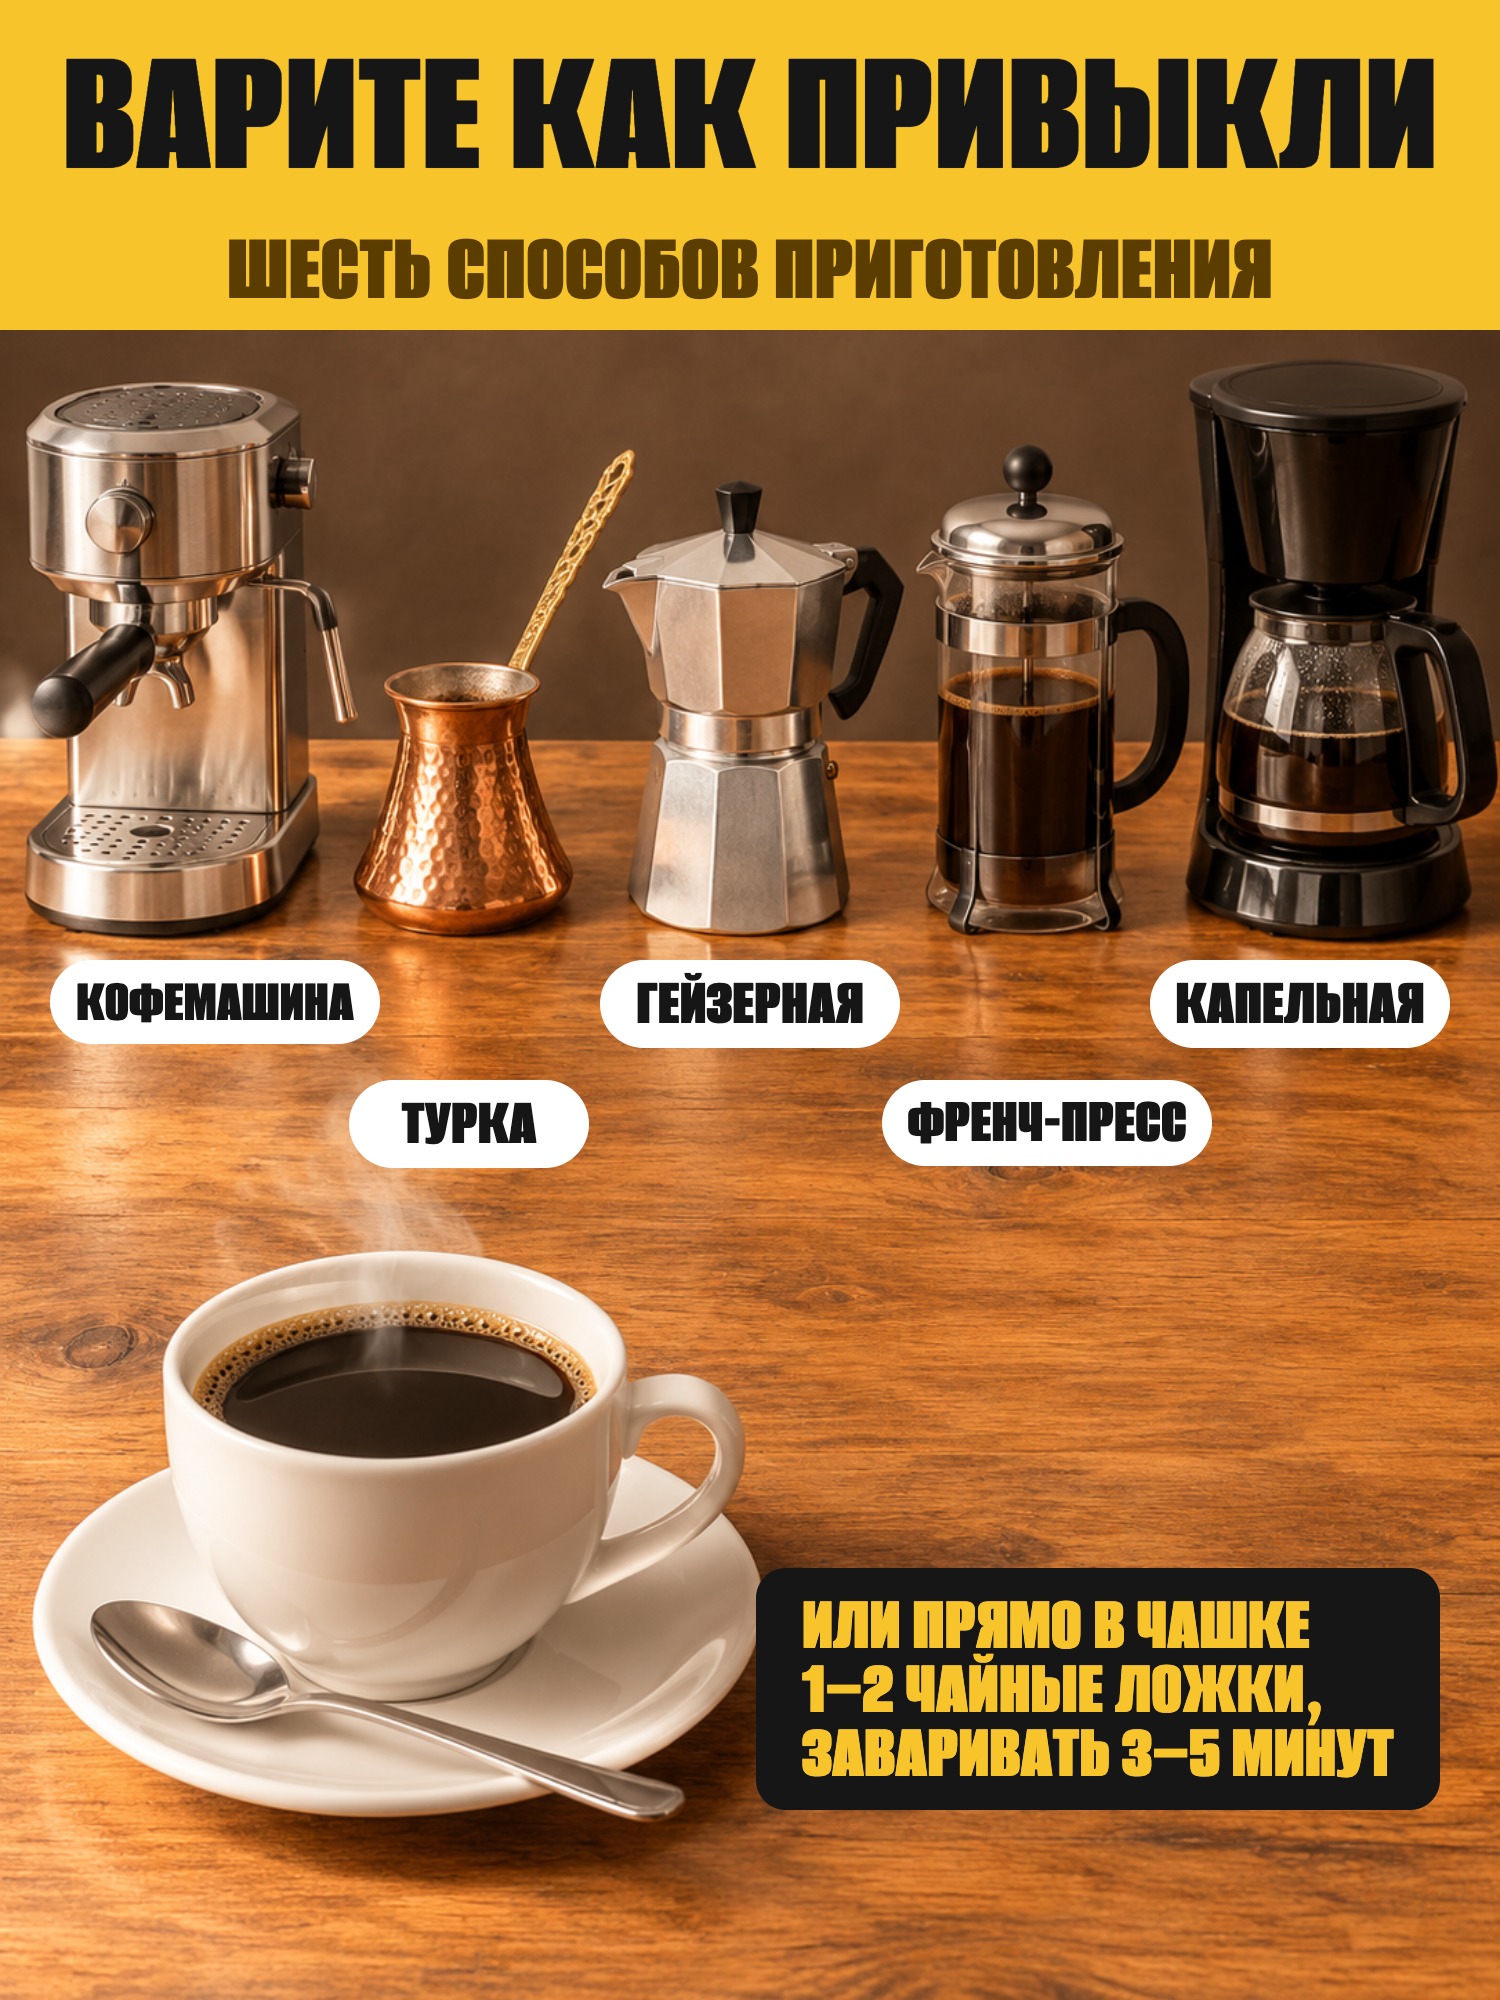 ВАРИТЕ КАК ПРИВЫКЛИ
ШЕСТЬ СПОСОБОВ ПРИГОТОВЛЕНИЯ
КОФЕМАШИНА
ТУРКА
ГЕЙЗЕРНАЯ
ФРЕНЧ-ПРЕСС
КАПЕЛЬНАЯ
ИЛИ ПРЯМО В ЧАШКЕ
1–2 ЧАЙНЫЕ ЛОЖКИ,
ЗАВАРИВАТЬ 3–5 МИНУТ